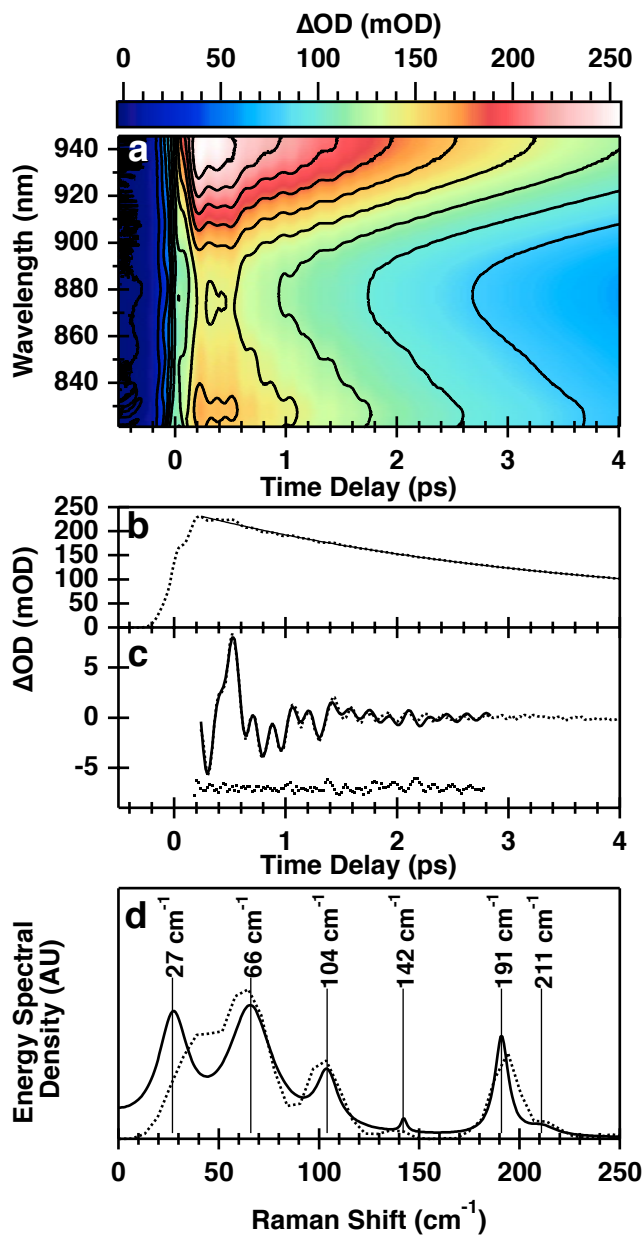 ΔOD (mOD)
0 50 100 150 200 250
a
Wavelength (nm)
940
920
900
880
860
840
0 1 2 3 4
Time Delay (ps)
b
ΔOD (mOD)
250
200
150
100
50
0
c
5
0
-5
0 1 2 3 4
Time Delay (ps)
d
Energy Spectral
Density (AU)
27 cm⁻¹
66 cm⁻¹
104 cm⁻¹
142 cm⁻¹
191 cm⁻¹
211 cm⁻¹
0 50 100 150 200 250
Raman Shift (cm⁻¹)